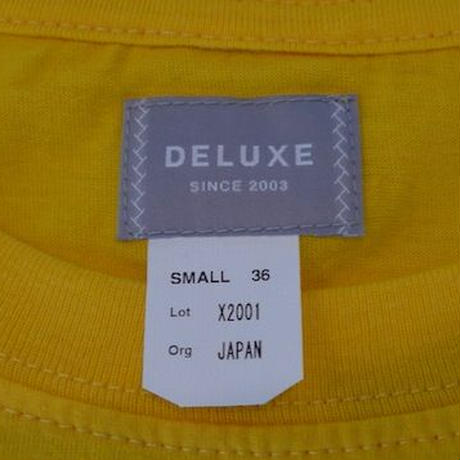 DELUXE
SINCE 2003
SMALL 36
Lot X2001
Org JAPAN